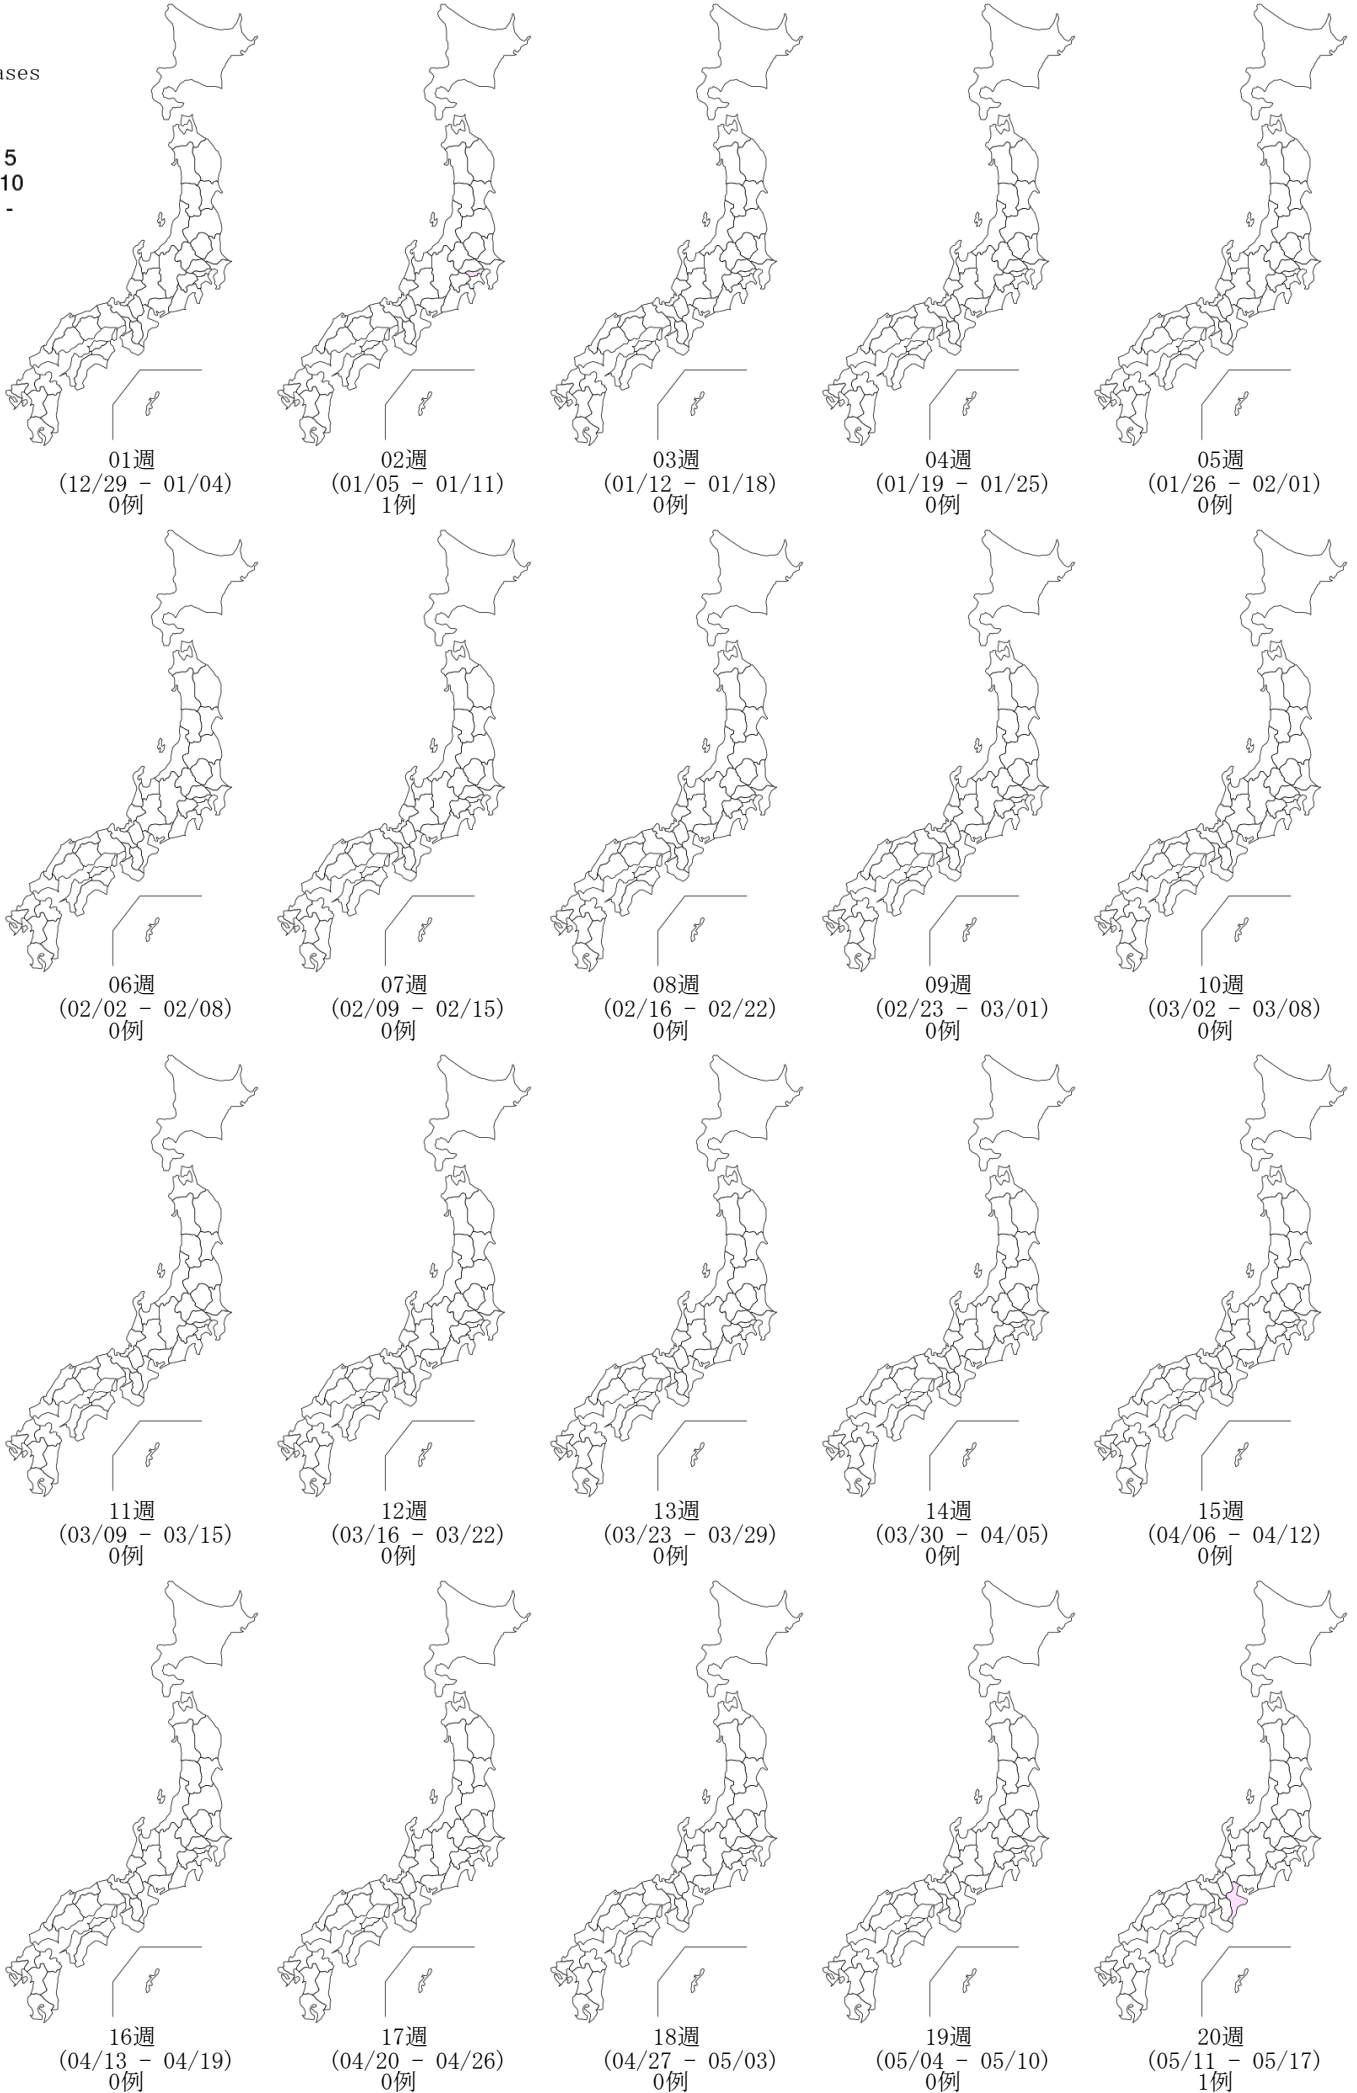 ases
5
10
-
01週
(12/29 - 01/04)
0例
02週
(01/05 - 01/11)
1例
03週
(01/12 - 01/18)
0例
04週
(01/19 - 01/25)
0例
05週
(01/26 - 02/01)
0例
06週
(02/02 - 02/08)
0例
07週
(02/09 - 02/15)
0例
08週
(02/16 - 02/22)
0例
09週
(02/23 - 03/01)
0例
10週
(03/02 - 03/08)
0例
11週
(03/09 - 03/15)
0例
12週
(03/16 - 03/22)
0例
13週
(03/23 - 03/29)
0例
14週
(03/30 - 04/05)
0例
15週
(04/06 - 04/12)
0例
16週
(04/13 - 04/19)
0例
17週
(04/20 - 04/26)
0例
18週
(04/27 - 05/03)
0例
19週
(05/04 - 05/10)
0例
20週
(05/11 - 05/17)
1例